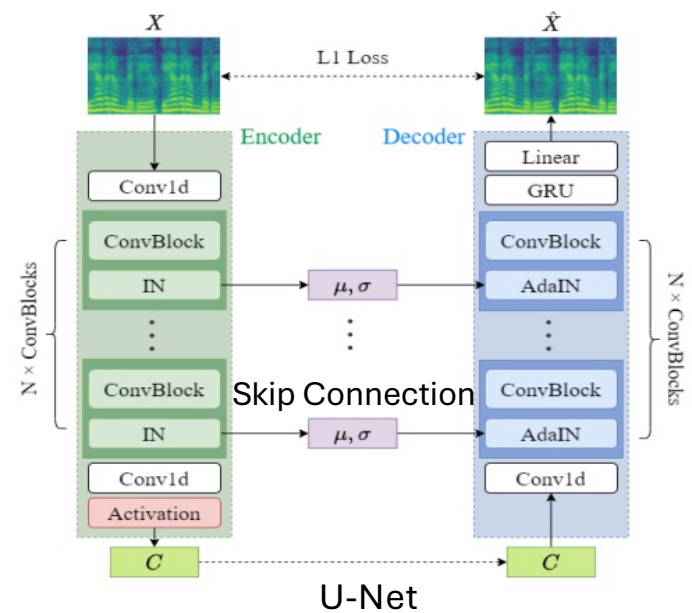 X
X̂
L1 Loss
Encoder
Decoder
Linear
GRU
Conv1d
ConvBlock
IN
ConvBlock
IN
Conv1d
Activation
C
N × ConvBlocks
μ, σ
μ, σ
Skip Connection
ConvBlock
AdaIN
ConvBlock
AdaIN
Conv1d
C
N × ConvBlocks
U-Net